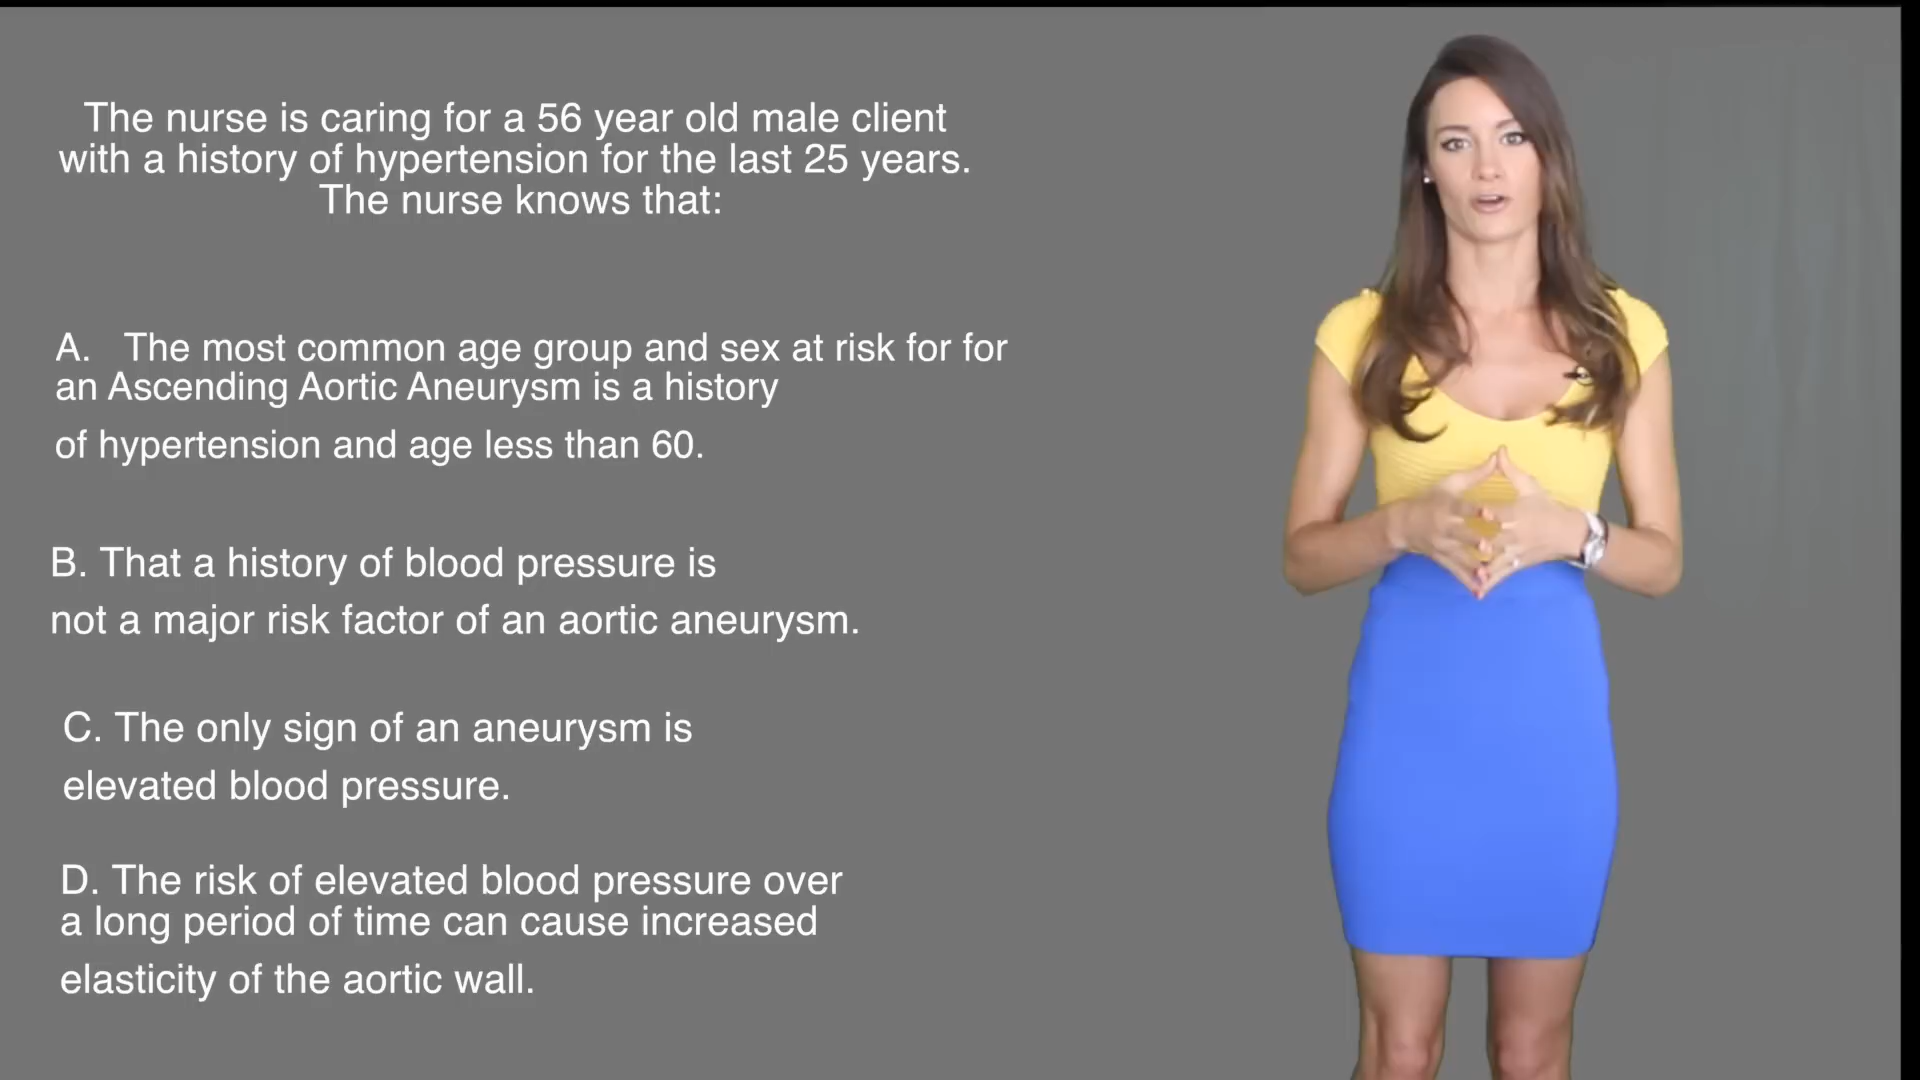 The nurse is caring for a 56 year old male client
with a history of hypertension for the last 25 years.
The nurse knows that:
A. The most common age group and sex at risk for for
an Ascending Aortic Aneurysm is a history
of hypertension and age less than 60.
B. That a history of blood pressure is
not a major risk factor of an aortic aneurysm.
C. The only sign of an aneurysm is
elevated blood pressure.
D. The risk of elevated blood pressure over
a long period of time can cause increased
elasticity of the aortic wall.